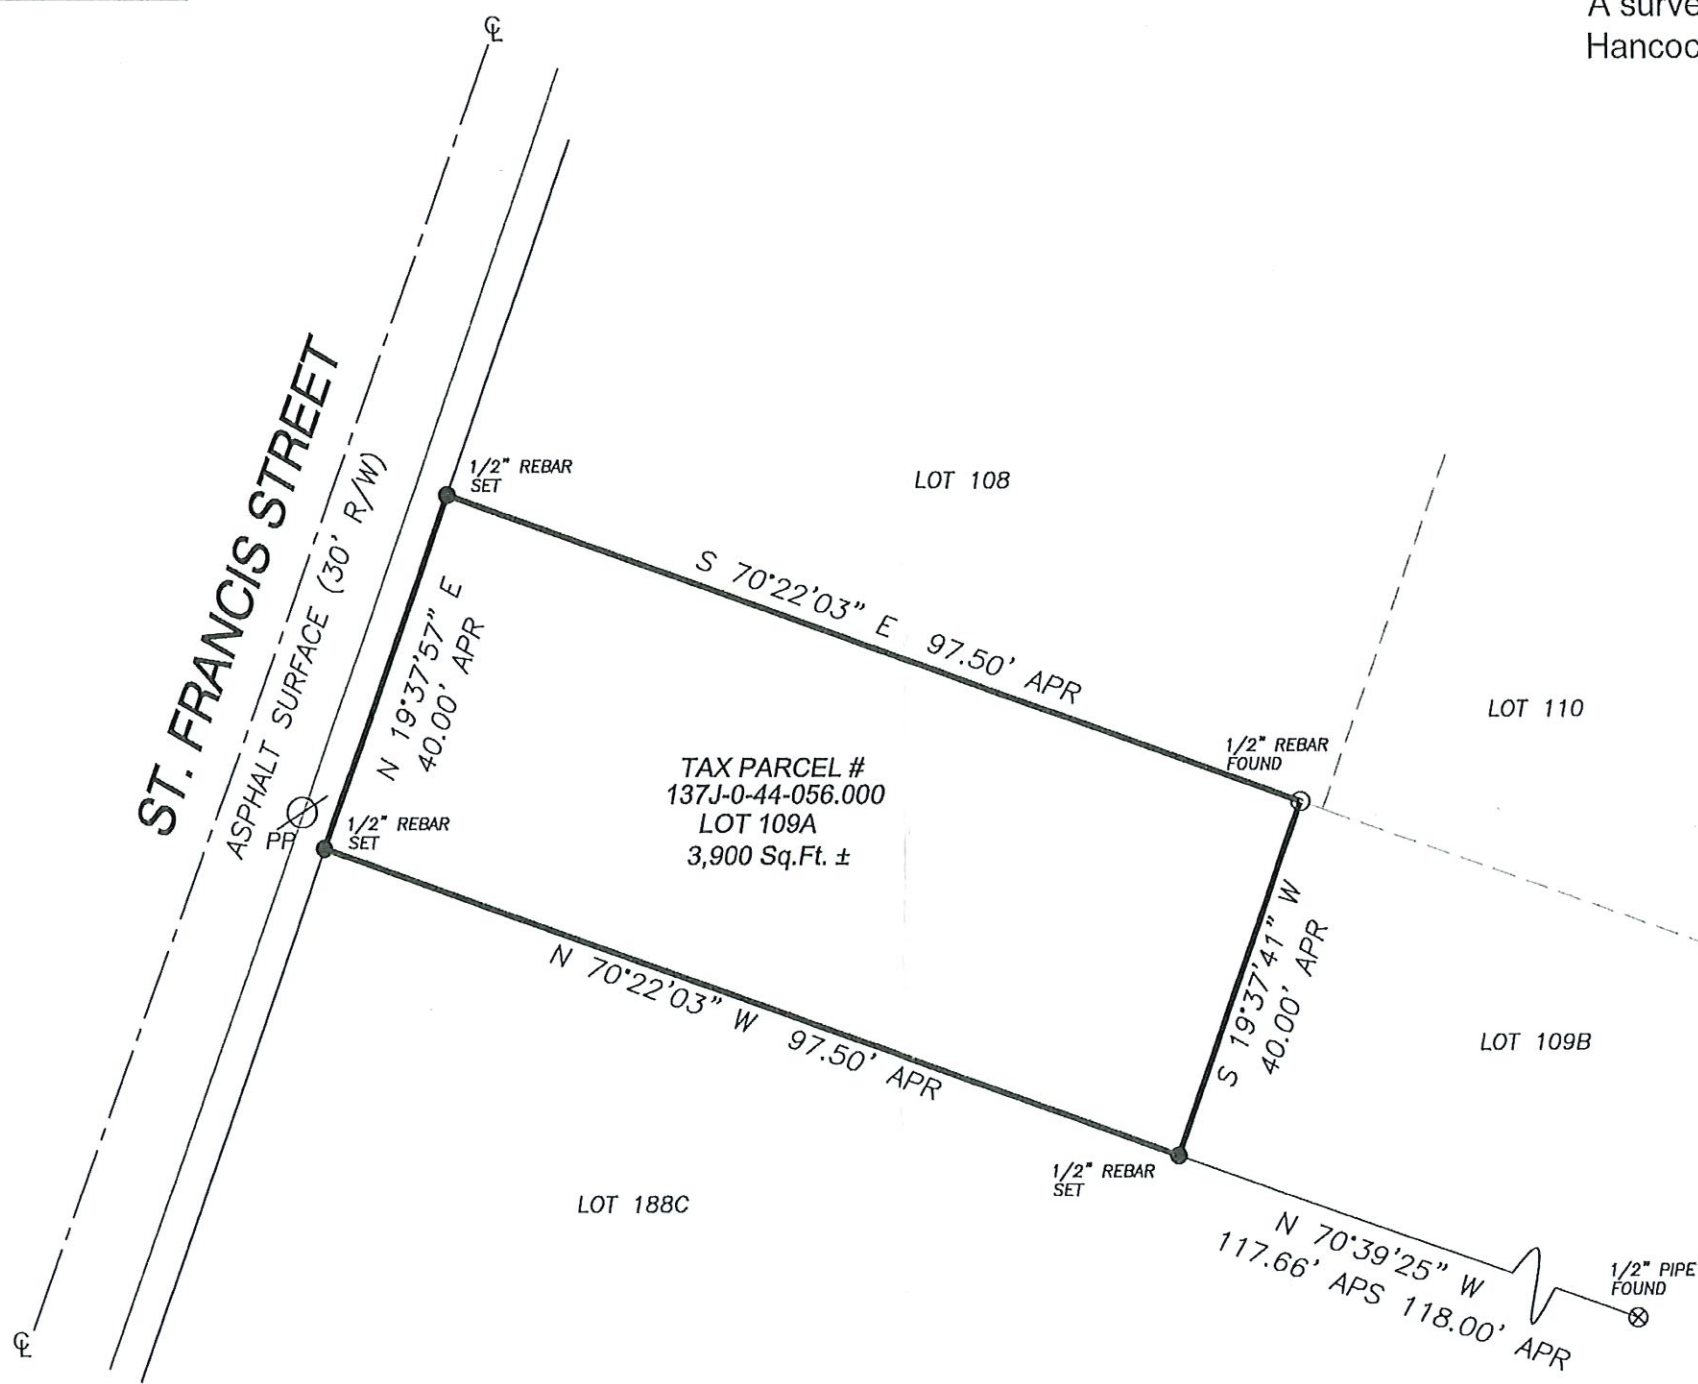 A surve
Hancoc
℄
ST. FRANCIS STREET
ASPHALT SURFACE (30' R/W)
1/2" REBAR
SET
LOT 108
S 70°22'03" E 97.50' APR
N 19°37'57" E
40.00' APR
LOT 110
1/2" REBAR
FOUND
TAX PARCEL #
137J-0-44-056.000
LOT 109A
3,900 Sq.Ft. ±
PP
1/2" REBAR
SET
S 19°37'41" W
40.00' APR
N 70°22'03" W 97.50' APR
LOT 109B
1/2" REBAR
SET
LOT 188C
N 70°39'25" W
117.66' APS 118.00' APR
1/2" PIPE
FOUND
℄